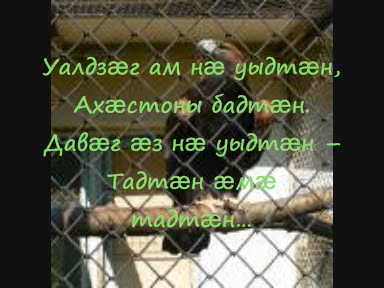 Уалдзæг ам нæ уыдтæн,
Ахæстоны бадтæн.
Давæг æз нæ уыдтæн –
Тадтæн æмæ
тадтæн...